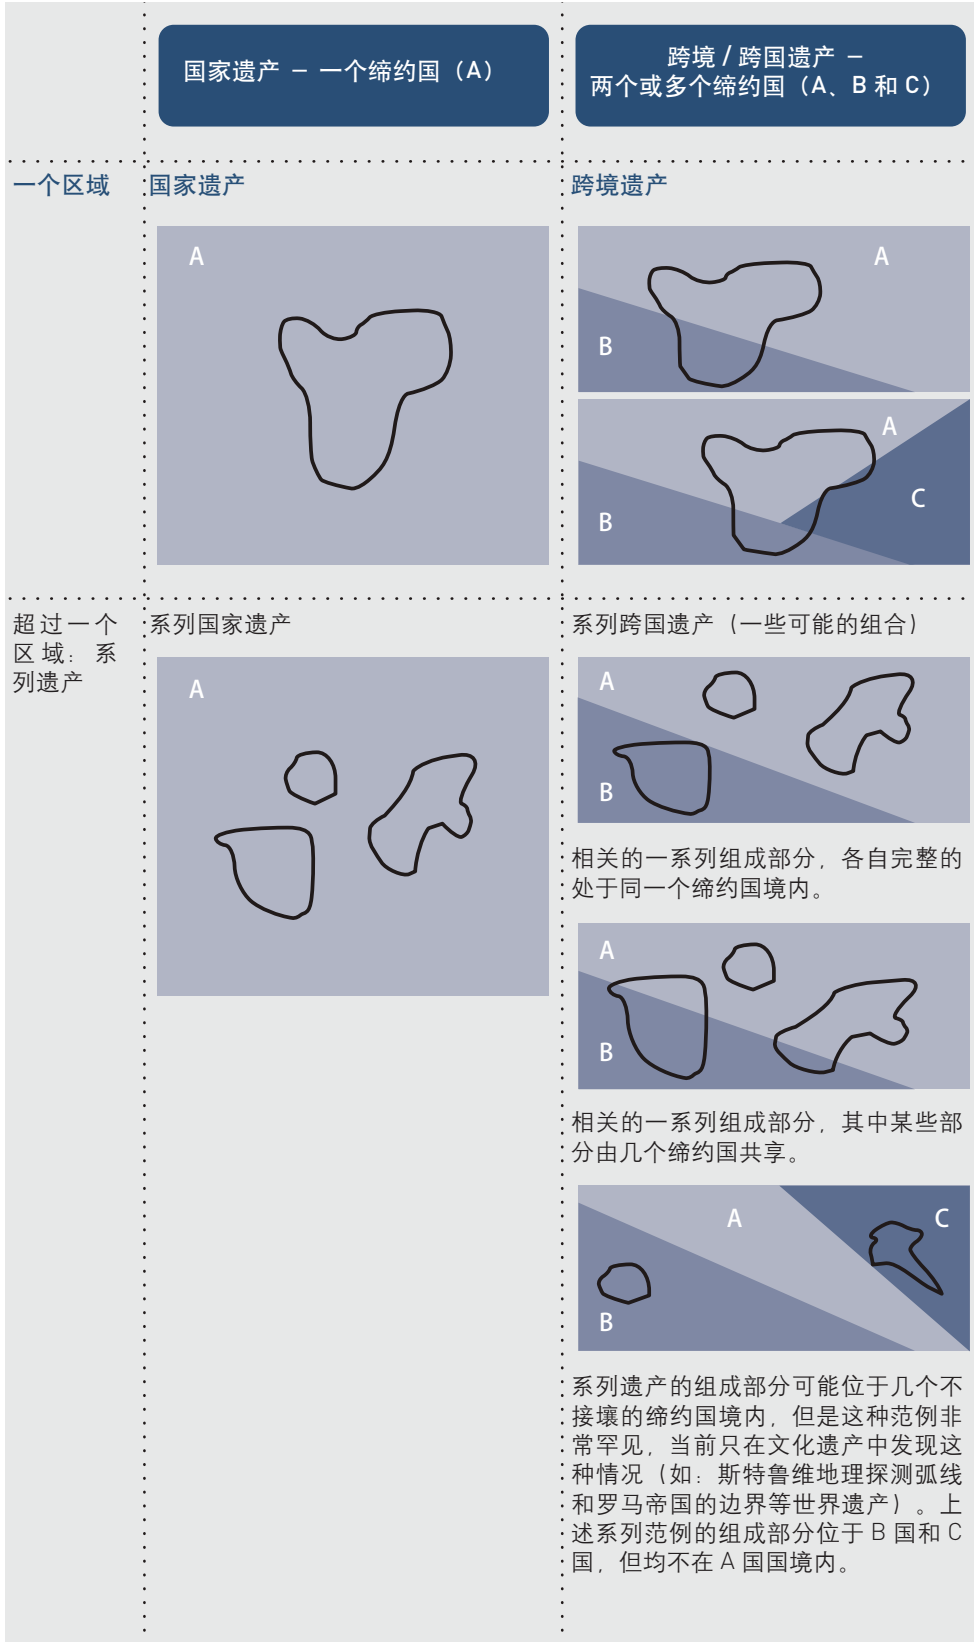 国家遗产 － 一个缔约国（A）
跨境 / 跨国遗产 －
两个或多个缔约国（A、B 和 C）
一个区域
国家遗产
跨境遗产
A
A
B
A
B
C
超过一个
区域：系
列遗产
系列国家遗产
系列跨国遗产（一些可能的组合）
A
A
B
相关的一系列组成部分，各自完整的
处于同一个缔约国境内。
A
B
相关的一系列组成部分，其中某些部
分由几个缔约国共享。
A
C
B
系列遗产的组成部分可能位于几个不
接壤的缔约国境内，但是这种范例非
常罕见，当前只在文化遗产中发现这
种情况（如：斯特鲁维地理探测弧线
和罗马帝国的边界等世界遗产）。上
述系列范例的组成部分位于 B 国和 C
国，但均不在 A 国国境内。